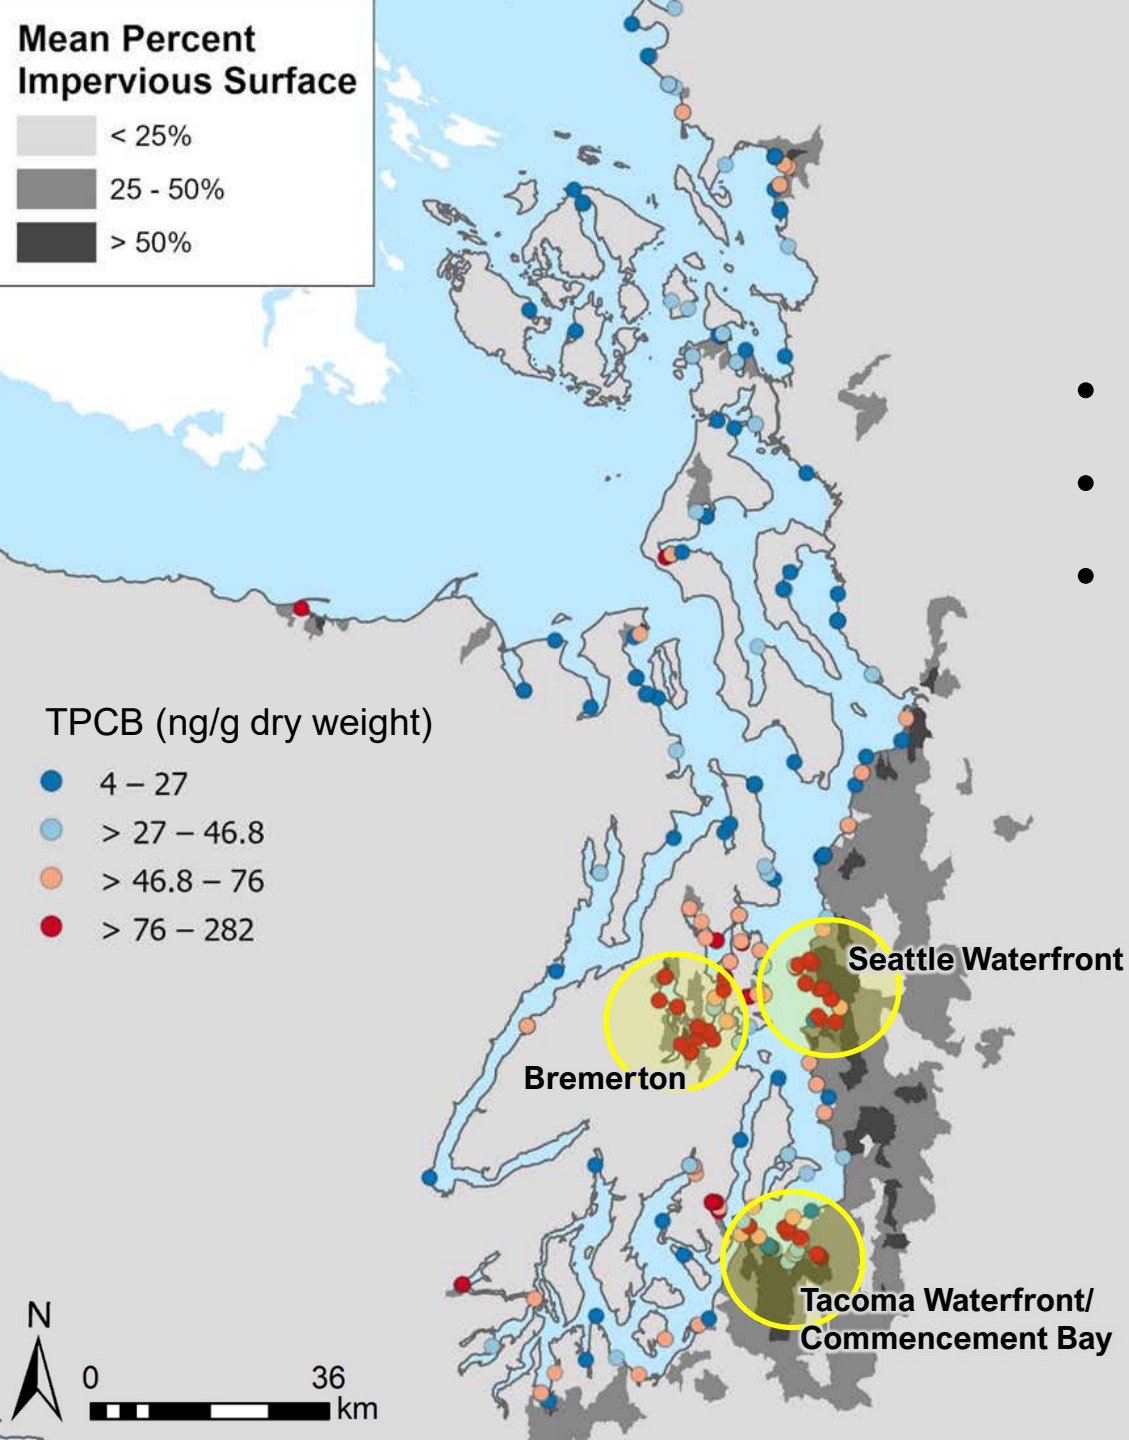 Mean Percent
Impervious Surface
< 25%
25 - 50%
> 50%
•
•
•
TPCB (ng/g dry weight)
4 – 27
> 27 – 46.8
> 46.8 – 76
> 76 – 282
Seattle Waterfront
Bremerton
Tacoma Waterfront/
Commencement Bay
N
0 36
km